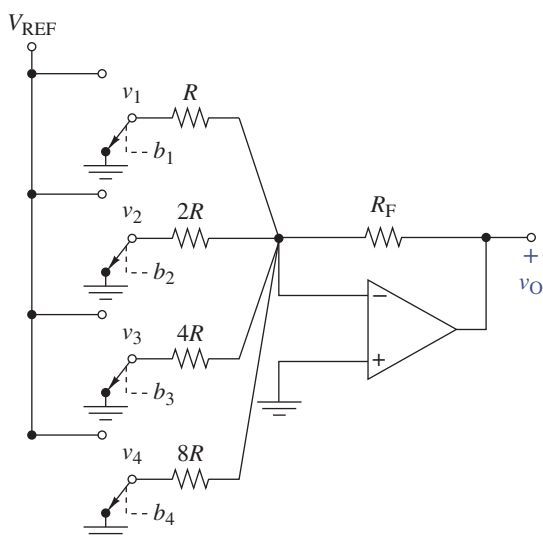 V_REF
v_1
R
b_1
v_2
2R
R_F
b_2
+
v_O
−
v_3
4R
+
b_3
v_4
8R
b_4